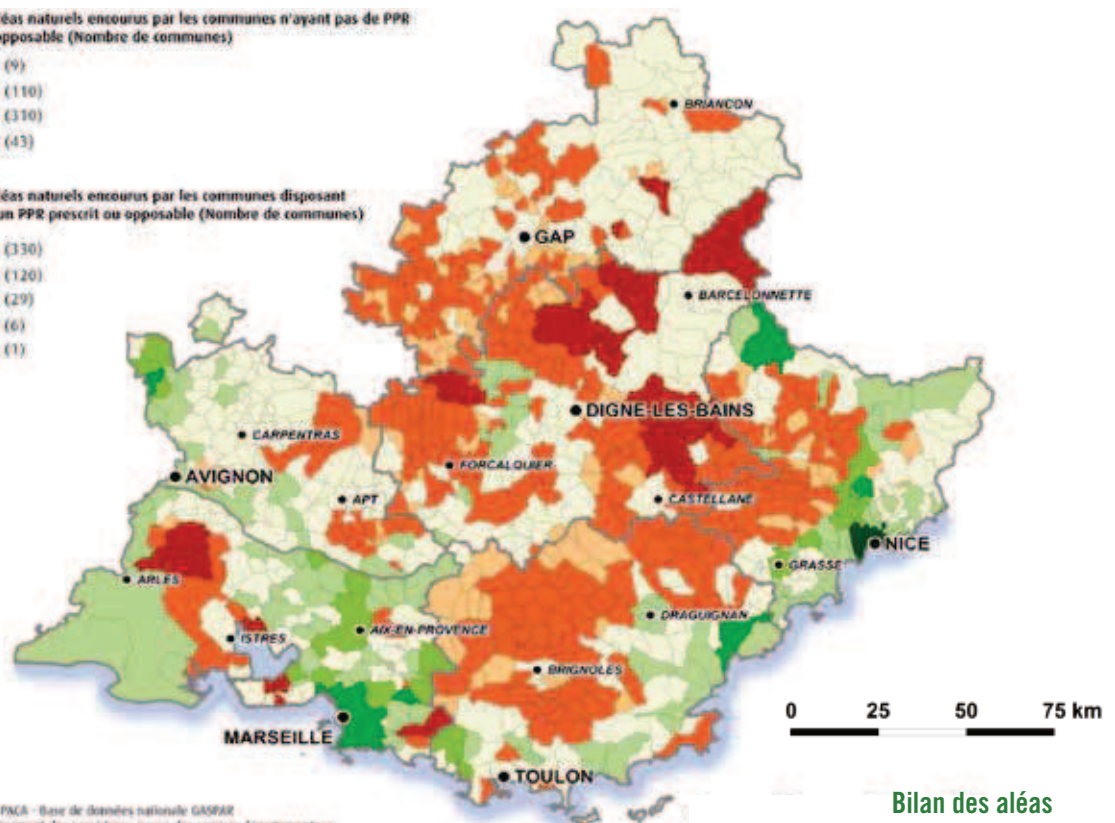 éas naturels encourus par les communes n'ayant pas de PPR
opposable (Nombre de communes)
(9)
(110)
(310)
(43)
éas naturels encourus par les communes disposant
un PPR prescrit ou opposable (Nombre de communes)
(330)
(120)
(29)
(6)
(1)
BRIANCON
GAP
BARCELONNETTE
DIGNE-LES-BAINS
CARPENTRAS
FORCALQUIER
AVIGNON
APT
CASTELLANE
NICE
GRASSE
ARLES
DRAGUIGNAN
AIX-EN-PROVENCE
ISTRES
BRIGNOLES
0 25 50 75 km
MARSEILLE
TOULON
PACA - Base de données nationale GASPAR
Bilan des aléas